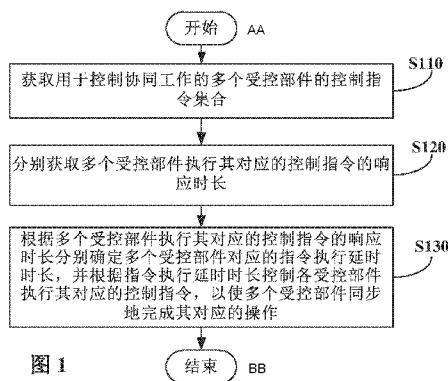 开始 AA
获取用于控制协同工作的多个受控部件的控制指
令集合
S110
分别获取多个受控部件执行其对应的控制指令的响
应时长
S120
根据多个受控部件执行其对应的控制指令的响应
时长分别确定多个受控部件对应的指令执行延时
时长，并根据指令执行延时时长控制各受控部件
执行其对应的控制指令，以使多个受控部件同步
地完成其对应的操作
S130
图 1
结束 BB